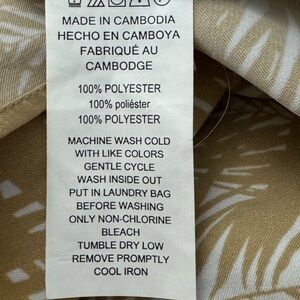 MADE IN CAMBODIA
HECHO EN CAMBOYA
FABRIQUÉ AU
CAMBODGE
100% POLYESTER
100% poliéster
100% POLYESTER
MACHINE WASH COLD
WITH LIKE COLORS
GENTLE CYCLE
WASH INSIDE OUT
PUT IN LAUNDRY BAG
BEFORE WASHING
ONLY NON-CHLORINE
BLEACH
TUMBLE DRY LOW
REMOVE PROMPTLY
COOL IRON